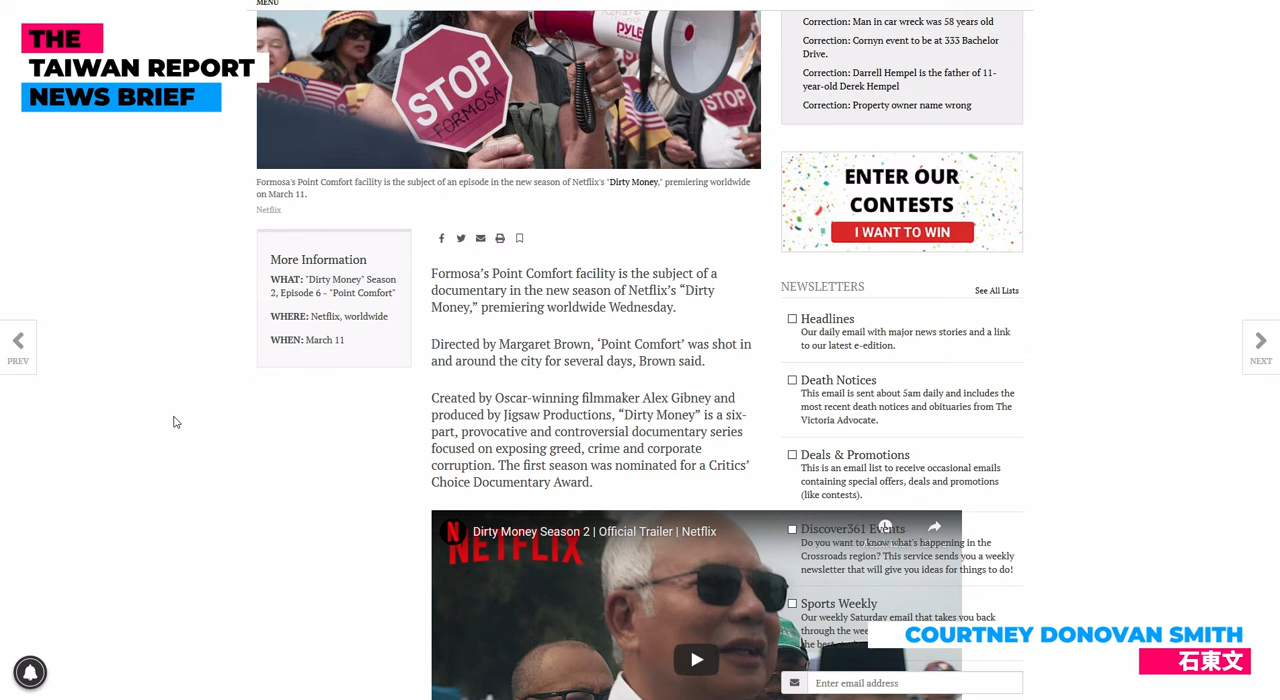 MENU
THE
TAIWAN REPORT
NEWS BRIEF
PYLE
STOP
FORMOSA
STOP
Formosa's Point Comfort facility is the subject of an episode in the new season of Netflix's "Dirty Money," premiering worldwide
on March 11.
Netflix
More Information
WHAT: "Dirty Money" Season
2, Episode 6 - "Point Comfort"
WHERE: Netflix, worldwide
WHEN: March 11
PREV
Formosa’s Point Comfort facility is the subject of a
documentary in the new season of Netflix’s “Dirty
Money,” premiering worldwide Wednesday.
Directed by Margaret Brown, ‘Point Comfort’ was shot in
and around the city for several days, Brown said.
Created by Oscar-winning filmmaker Alex Gibney and
produced by Jigsaw Productions, “Dirty Money” is a six-
part, provocative and controversial documentary series
focused on exposing greed, crime and corporate
corruption. The first season was nominated for a Critics’
Choice Documentary Award.
Dirty Money Season 2 | Official Trailer | Netflix
NETFLIX
Correction: Man in car wreck was 58 years old
Correction: Cornyn event to be at 333 Bachelor
Drive.
Correction: Darrell Hempel is the father of 11-
year-old Derek Hempel
Correction: Property owner name wrong
ENTER OUR
CONTESTS
I WANT TO WIN
NEWSLETTERS
See All Lists
Headlines
Our daily email with major news stories and a link
to our latest e-edition.
Death Notices
This email is sent about 5am daily and includes the
most recent death notices and obituaries from The
Victoria Advocate.
Deals & Promotions
This is an email list to receive occasional emails
containing special offers, deals and promotions
(like contests).
Discover361 Events
Do you want to know what's happening in the
Crossroads region? This service sends you a weekly
newsletter that will give you ideas for things to do!
Sports Weekly
Our weekly Saturday email that takes you back
through the
the
Enter email address
NEXT
COURTNEY DONOVAN SMITH
石東文